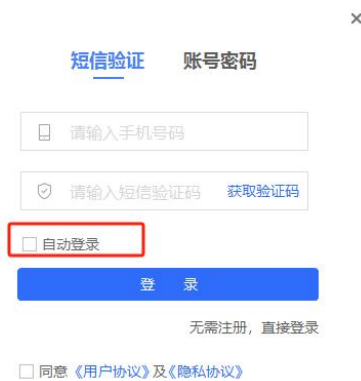 短信验证 账号密码
请输入手机号码
请输入短信验证码 获取验证码
自动登录
登 录
无需注册，直接登录
同意《用户协议》及《隐私协议》